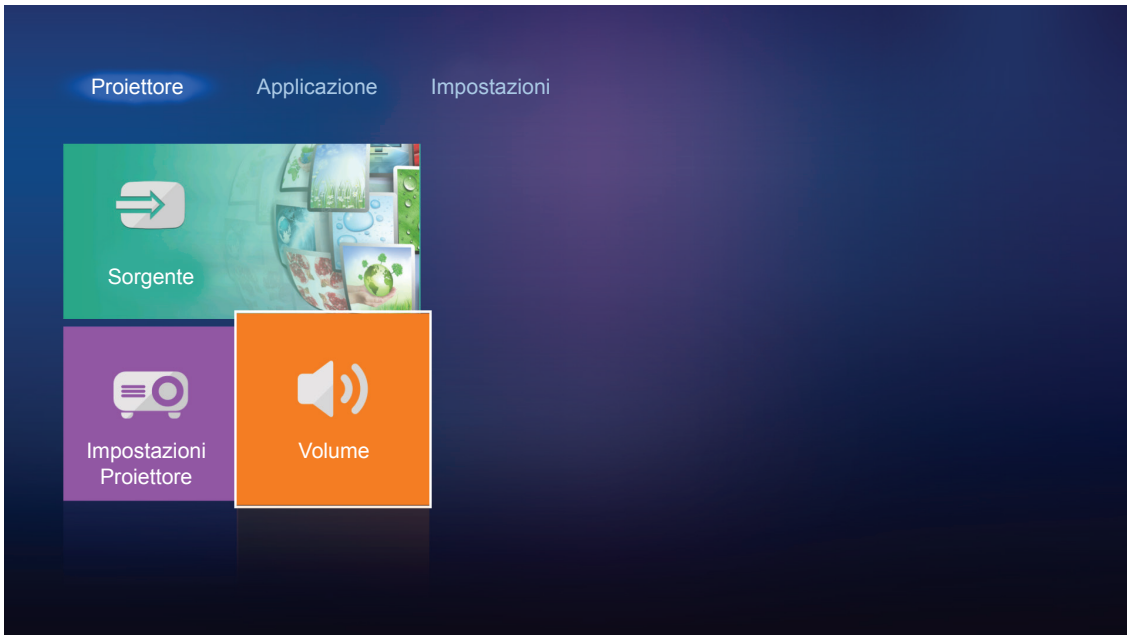 Proiettore Applicazione Impostazioni
Sorgente
Impostazioni
Proiettore
Volume